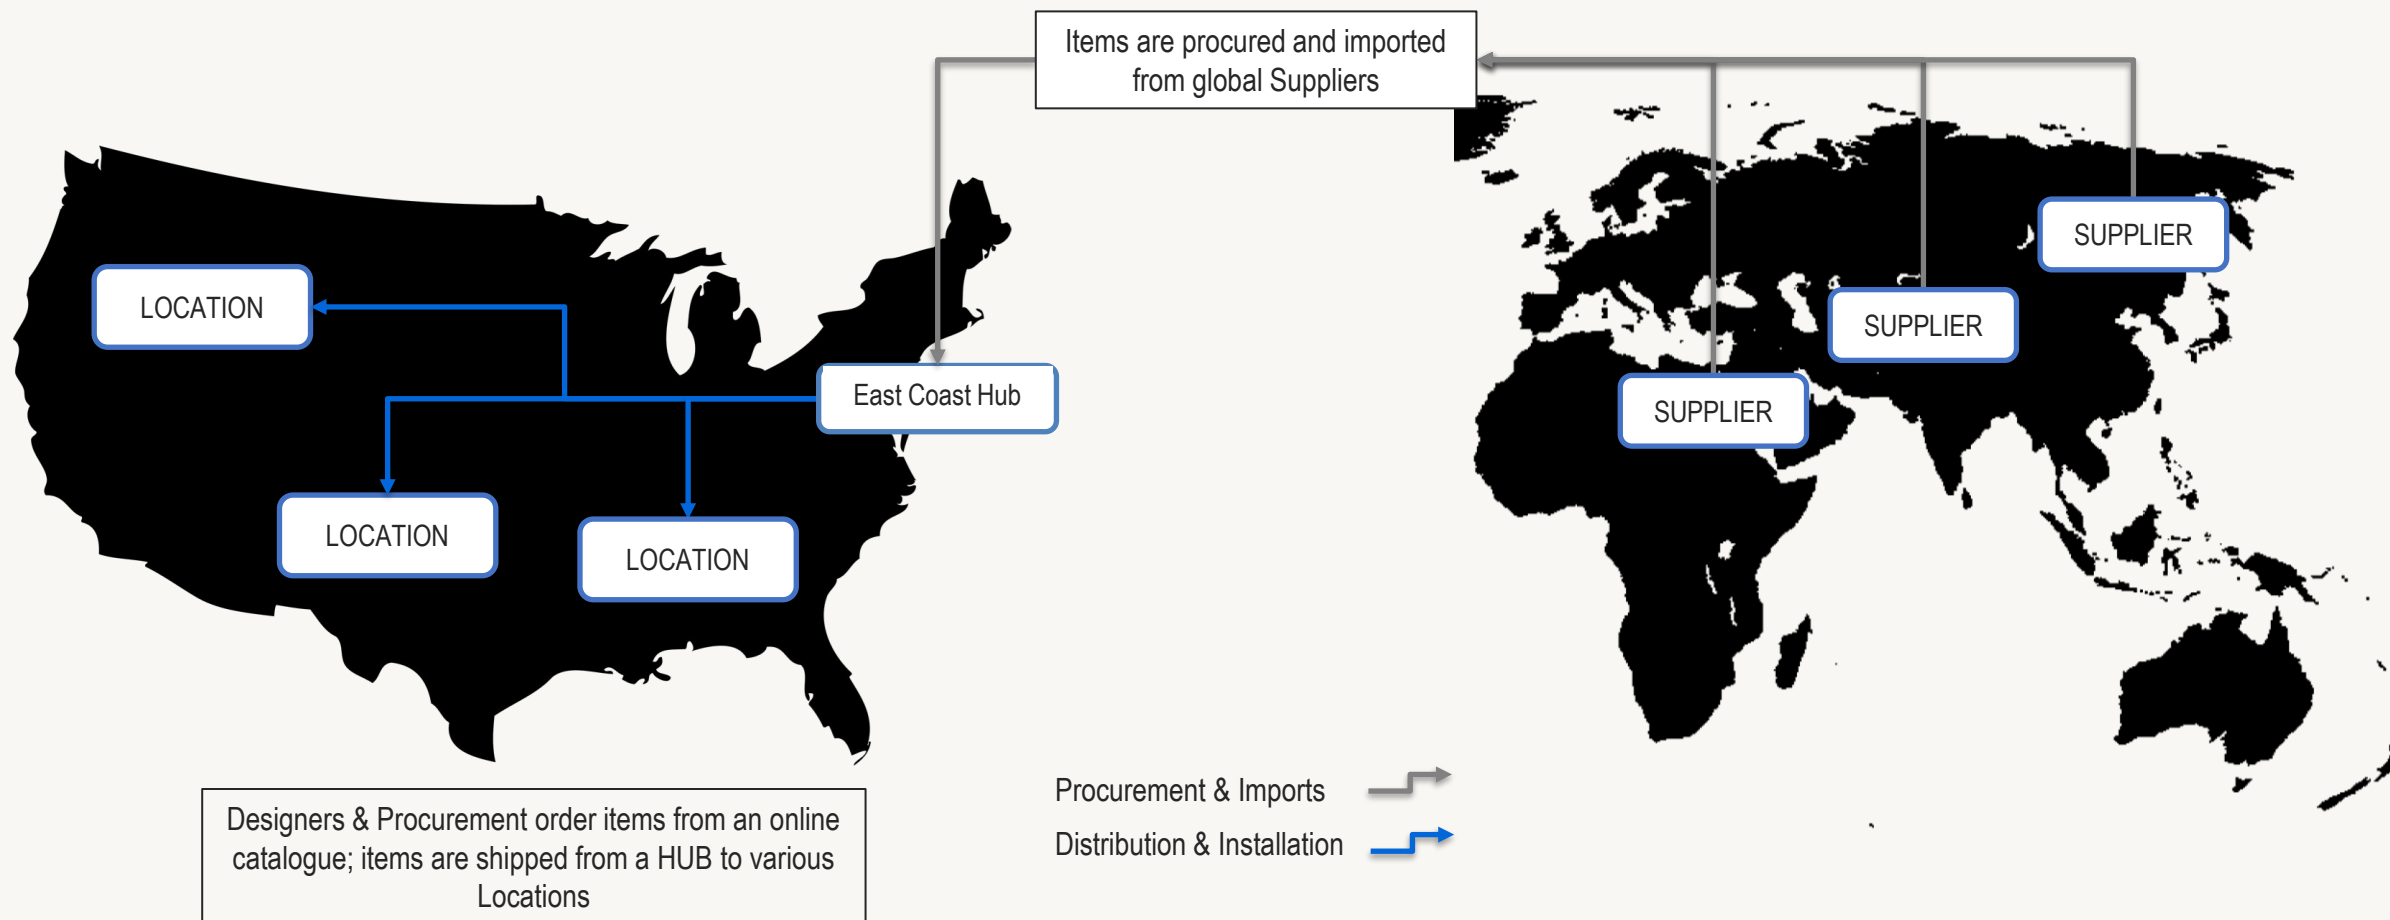 Items are procured and imported
from global Suppliers
SUPPLIER
LOCATION
SUPPLIER
East Coast Hub
SUPPLIER
LOCATION
LOCATION
Procurement & Imports
Distribution & Installation
Designers & Procurement order items from an online
catalogue; items are shipped from a HUB to various
Locations